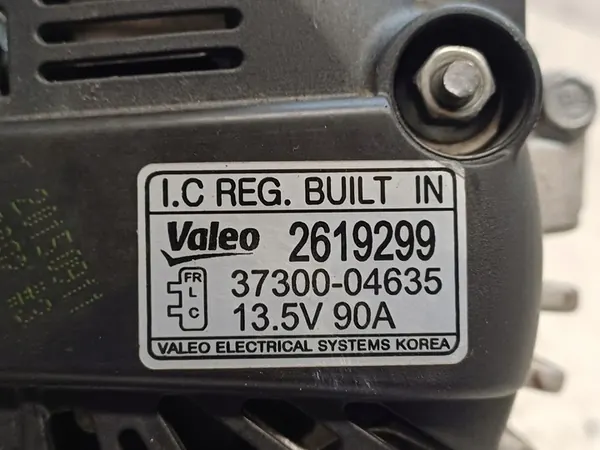 I.C REG. BUILT IN
Valeo 2619299
FR
L
C
37300-04635
13.5V 90A
VALEO ELECTRICAL SYSTEMS KOREA